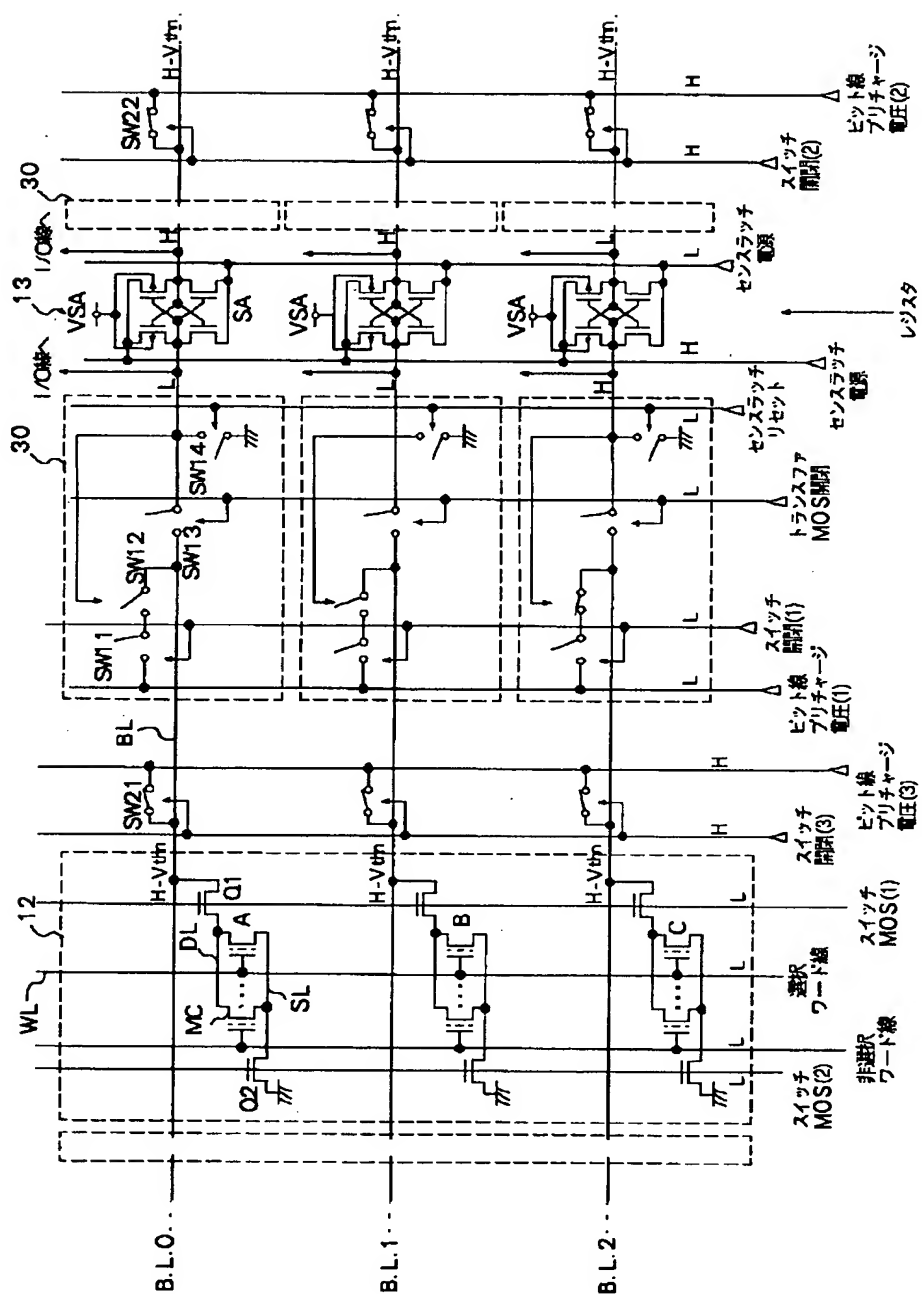 H-Vthn
H-Vthn
H-Vthn
SW22
H
ビット線
プリチャージ
電圧(2)
H
スイッチ
開閉(2)
30
I/O線へ
H
H
L
L
センスラッチ
電源
13
VSA
SA
VSA
VSA
レジスタ
I/O線へ
L
L
H
H
センスラッチ
電源
30
SW14
L
センスラッチ
リセット
SW13
L
トランスファ
MOS開閉
SW12
SW11
L
スイッチ
開閉(1)
L
ビット線
プリチャージ
電圧(1)
BL
SW21
H
ビット線
プリチャージ
電圧(3)
H
スイッチ
開閉(3)
12
H-Vthn
H-Vthn
H-Vthn
Q1
L
スイッチ
MOS(1)
WL
DL
A
B
C
MC
SL
L
選択
ワード線
L
非選択
ワード線
Q2
L
スイッチ
MOS(2)
B.L.0
B.L.1
B.L.2